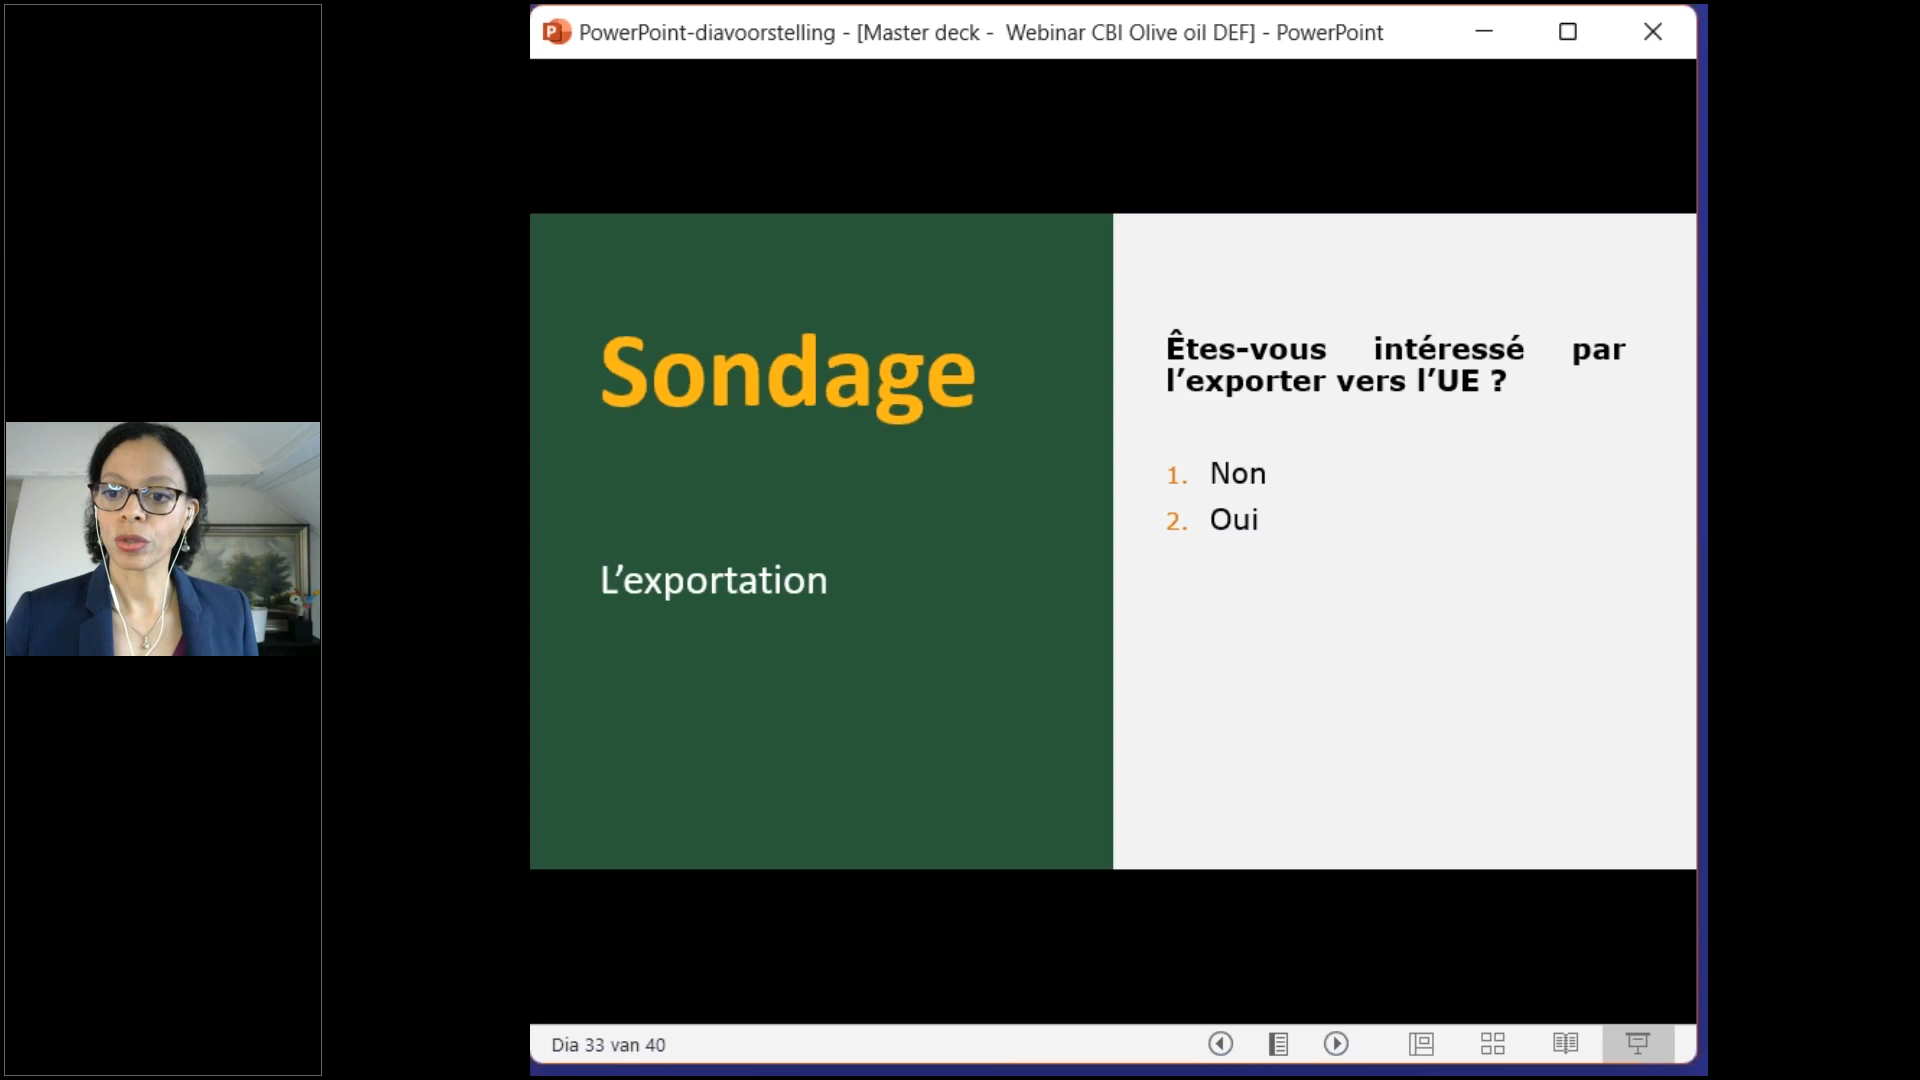 PowerPoint-diavoorstelling - [Master deck -  Webinar CBI Olive oil DEF] - PowerPoint
Sondage
L’exportation
Êtes-vous intéressé par
l’exporter vers l’UE ?
1. Non
2. Oui
Dia 33 van 40